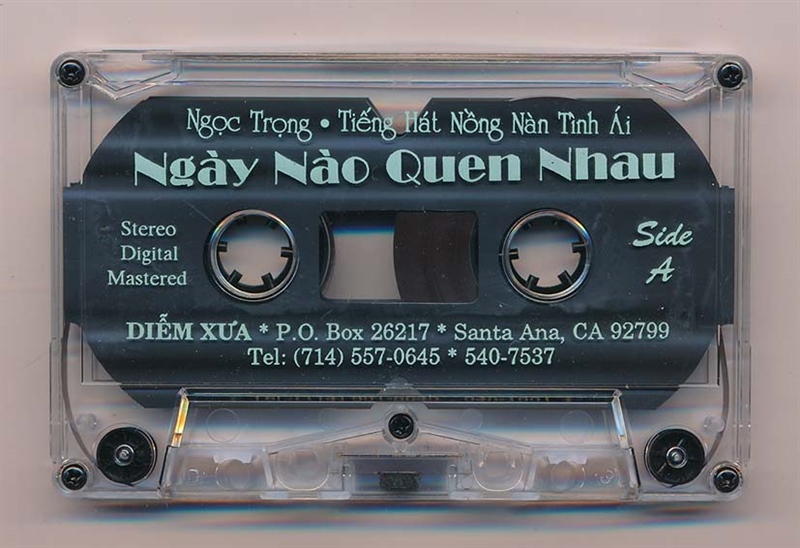 Ngọc Trọng • Tiếng Hát Nồng Nàn Tình Ái
Ngày Nào Quen Nhau
Stereo
Digital
Mastered
Side
A
DIỄM XƯA * P.O. Box 26217 * Santa Ana, CA 92799
Tel: (714) 557-0645 * 540-7537